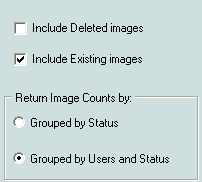 Include Deleted images
Include Existing images
Return Image Counts by:
Grouped by Status
Grouped by Users and Status